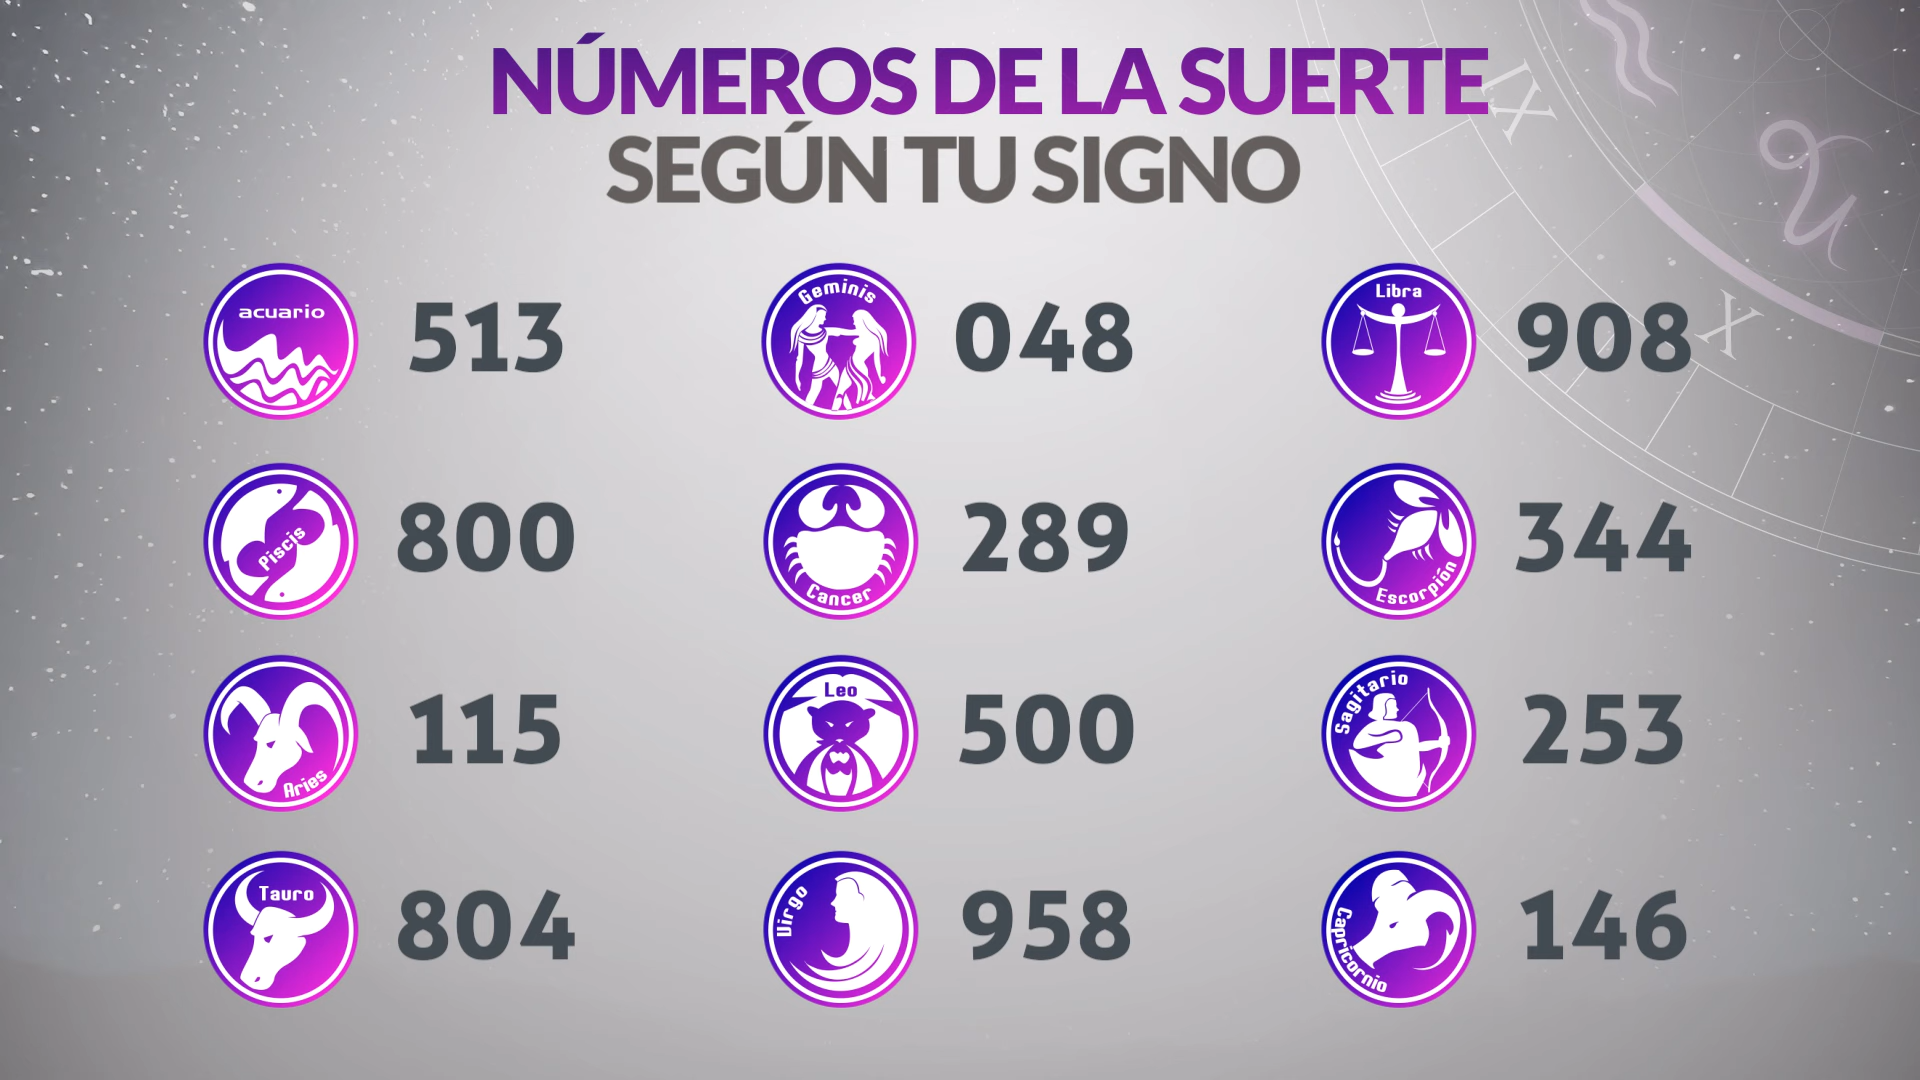 NÚMEROS DE LA SUERTE
SEGÚN TU SIGNO
acuario 513
Geminis 048
Libra 908
Piscis 800
Cancer 289
Escorpión 344
Aries 115
Leo 500
Sagitario 253
Tauro 804
Virgo 958
Capricornio 146
IX
X